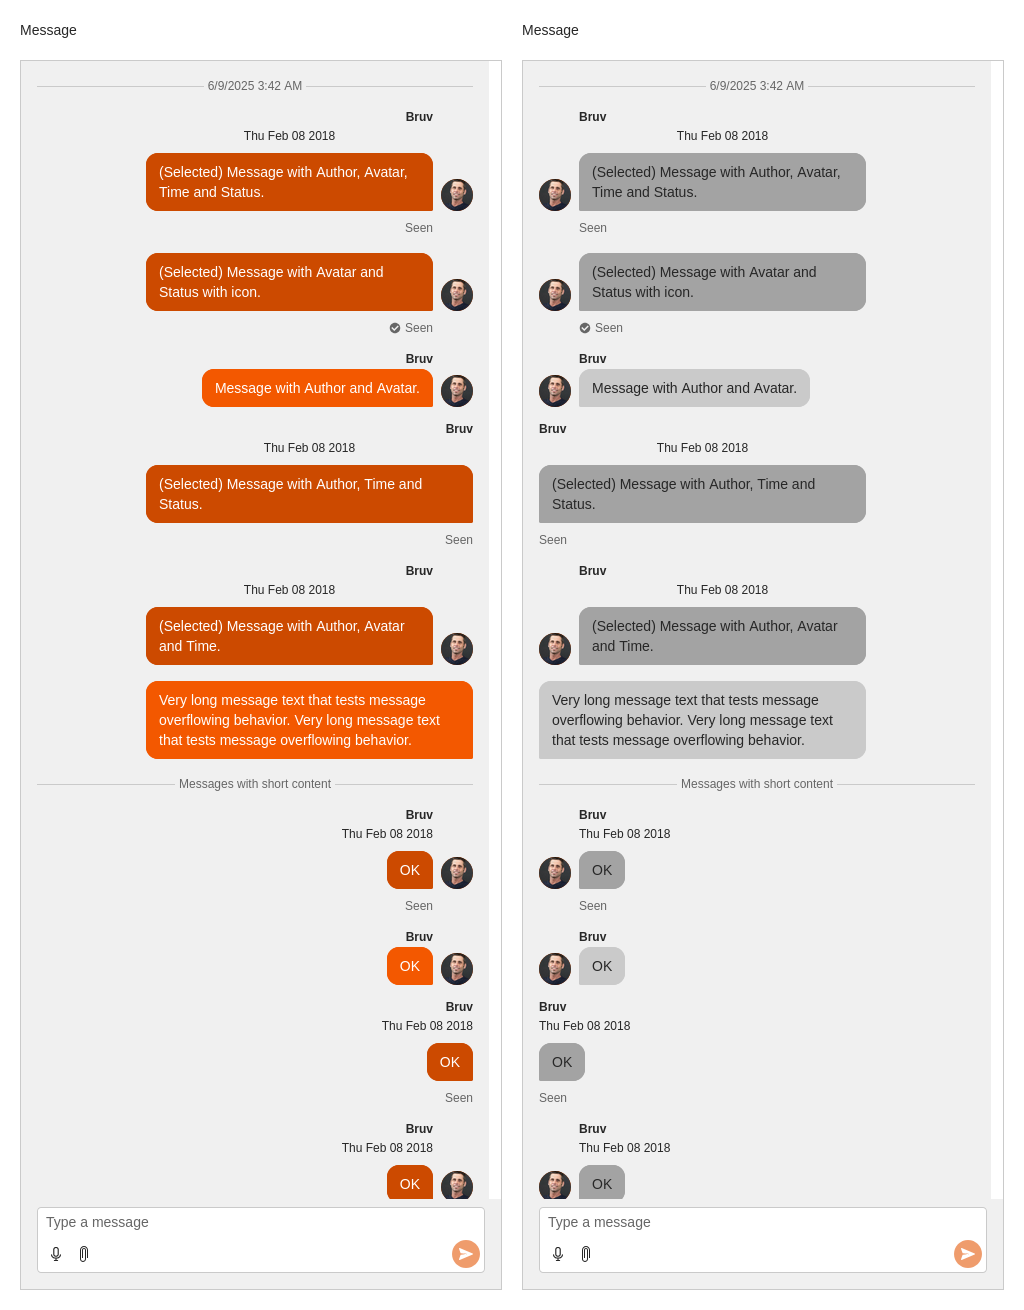 Message
6/9/2025 3:42 AM
Bruv
Thu Feb 08 2018
(Selected) Message with Author, Avatar,
Time and Status.
Seen
(Selected) Message with Avatar and
Status with icon.
Seen
Bruv
Message with Author and Avatar.
Bruv
Thu Feb 08 2018
(Selected) Message with Author, Time and
Status.
Seen
Bruv
Thu Feb 08 2018
(Selected) Message with Author, Avatar
and Time.
Very long message text that tests message
overflowing behavior. Very long message text
that tests message overflowing behavior.
Messages with short content
Bruv
Thu Feb 08 2018
OK
Seen
Bruv
OK
Bruv
Thu Feb 08 2018
OK
Seen
Bruv
Thu Feb 08 2018
OK
Type a message
Message
6/9/2025 3:42 AM
Bruv
Thu Feb 08 2018
(Selected) Message with Author, Avatar,
Time and Status.
Seen
(Selected) Message with Avatar and
Status with icon.
Seen
Bruv
Message with Author and Avatar.
Bruv
Thu Feb 08 2018
(Selected) Message with Author, Time and
Status.
Seen
Bruv
Thu Feb 08 2018
(Selected) Message with Author, Avatar
and Time.
Very long message text that tests message
overflowing behavior. Very long message text
that tests message overflowing behavior.
Messages with short content
Bruv
Thu Feb 08 2018
OK
Seen
Bruv
OK
Bruv
Thu Feb 08 2018
OK
Seen
Bruv
Thu Feb 08 2018
OK
Type a message